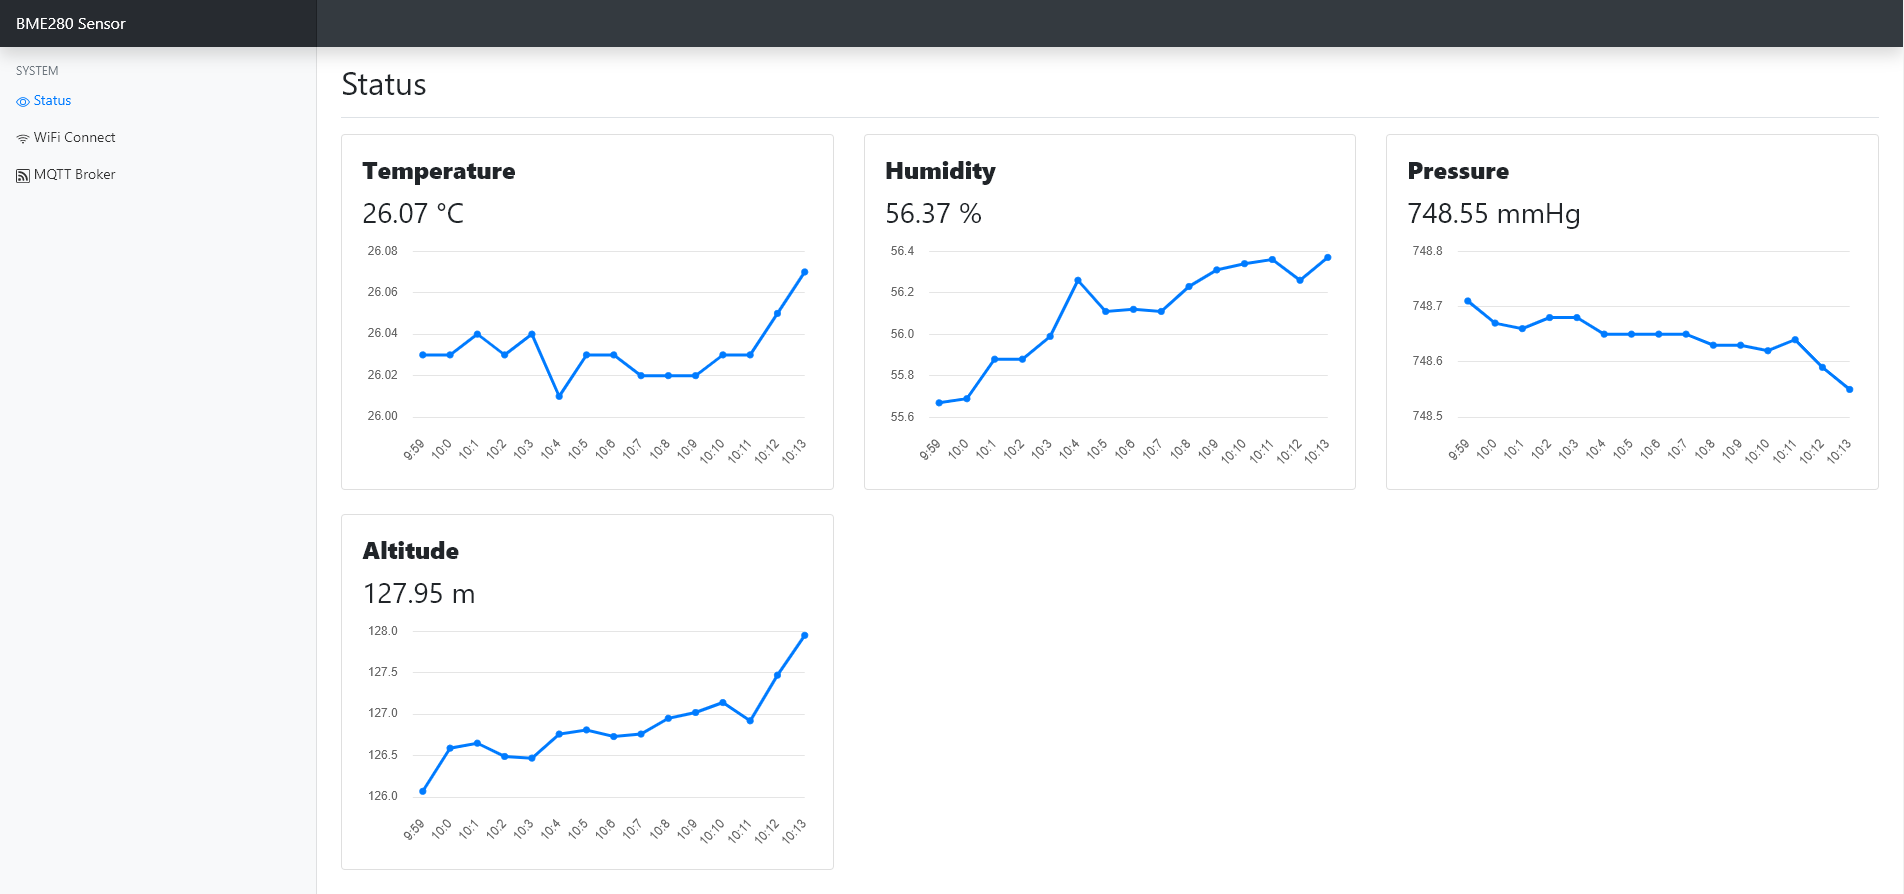 BME280 Sensor
SYSTEM
Status
WiFi Connect
MQTT Broker
Status
Temperature
26.07 °C
26.08
26.06
26.04
26.02
26.00
9:59 10:0 10:1 10:2 10:3 10:4 10:5 10:6 10:7 10:8 10:9 10:10 10:11 10:12 10:13
Humidity
56.37 %
56.4
56.2
56.0
55.8
55.6
9:59 10:0 10:1 10:2 10:3 10:4 10:5 10:6 10:7 10:8 10:9 10:10 10:11 10:12 10:13
Pressure
748.55 mmHg
748.8
748.7
748.6
748.5
9:59 10:0 10:1 10:2 10:3 10:4 10:5 10:6 10:7 10:8 10:9 10:10 10:11 10:12 10:13
Altitude
127.95 m
128.0
127.5
127.0
126.5
126.0
9:59 10:0 10:1 10:2 10:3 10:4 10:5 10:6 10:7 10:8 10:9 10:10 10:11 10:12 10:13